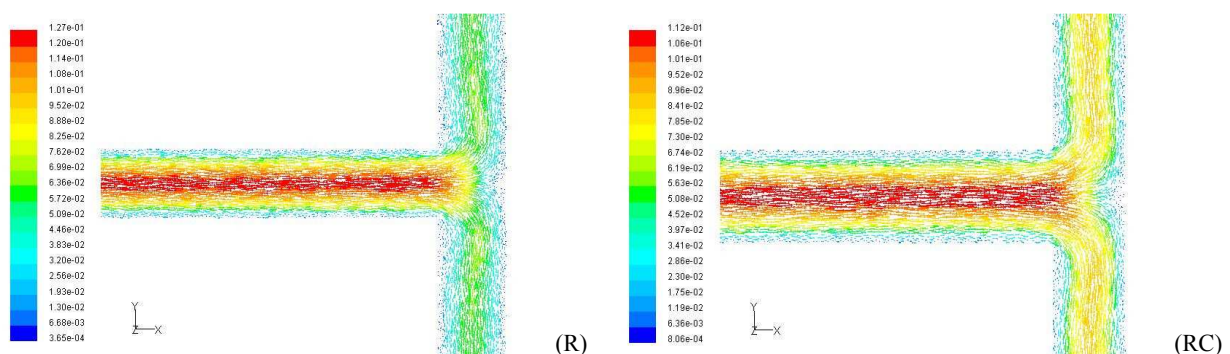 1.27e-01
1.20e-01
1.14e-01
1.08e-01
1.01e-01
9.52e-02
8.89e-02
8.25e-02
7.62e-02
6.99e-02
6.36e-02
5.72e-02
5.09e-02
4.46e-02
3.83e-02
3.20e-02
2.56e-02
1.93e-02
1.30e-02
6.68e-03
3.65e-04
Y
Z X
(R)
1.12e-01
1.06e-01
1.01e-01
9.52e-02
8.96e-02
8.41e-02
7.85e-02
7.30e-02
6.74e-02
6.19e-02
5.63e-02
5.08e-02
4.52e-02
3.97e-02
3.41e-02
2.86e-02
2.30e-02
1.75e-02
1.19e-02
6.36e-03
8.06e-04
Y
Z X
(RC)